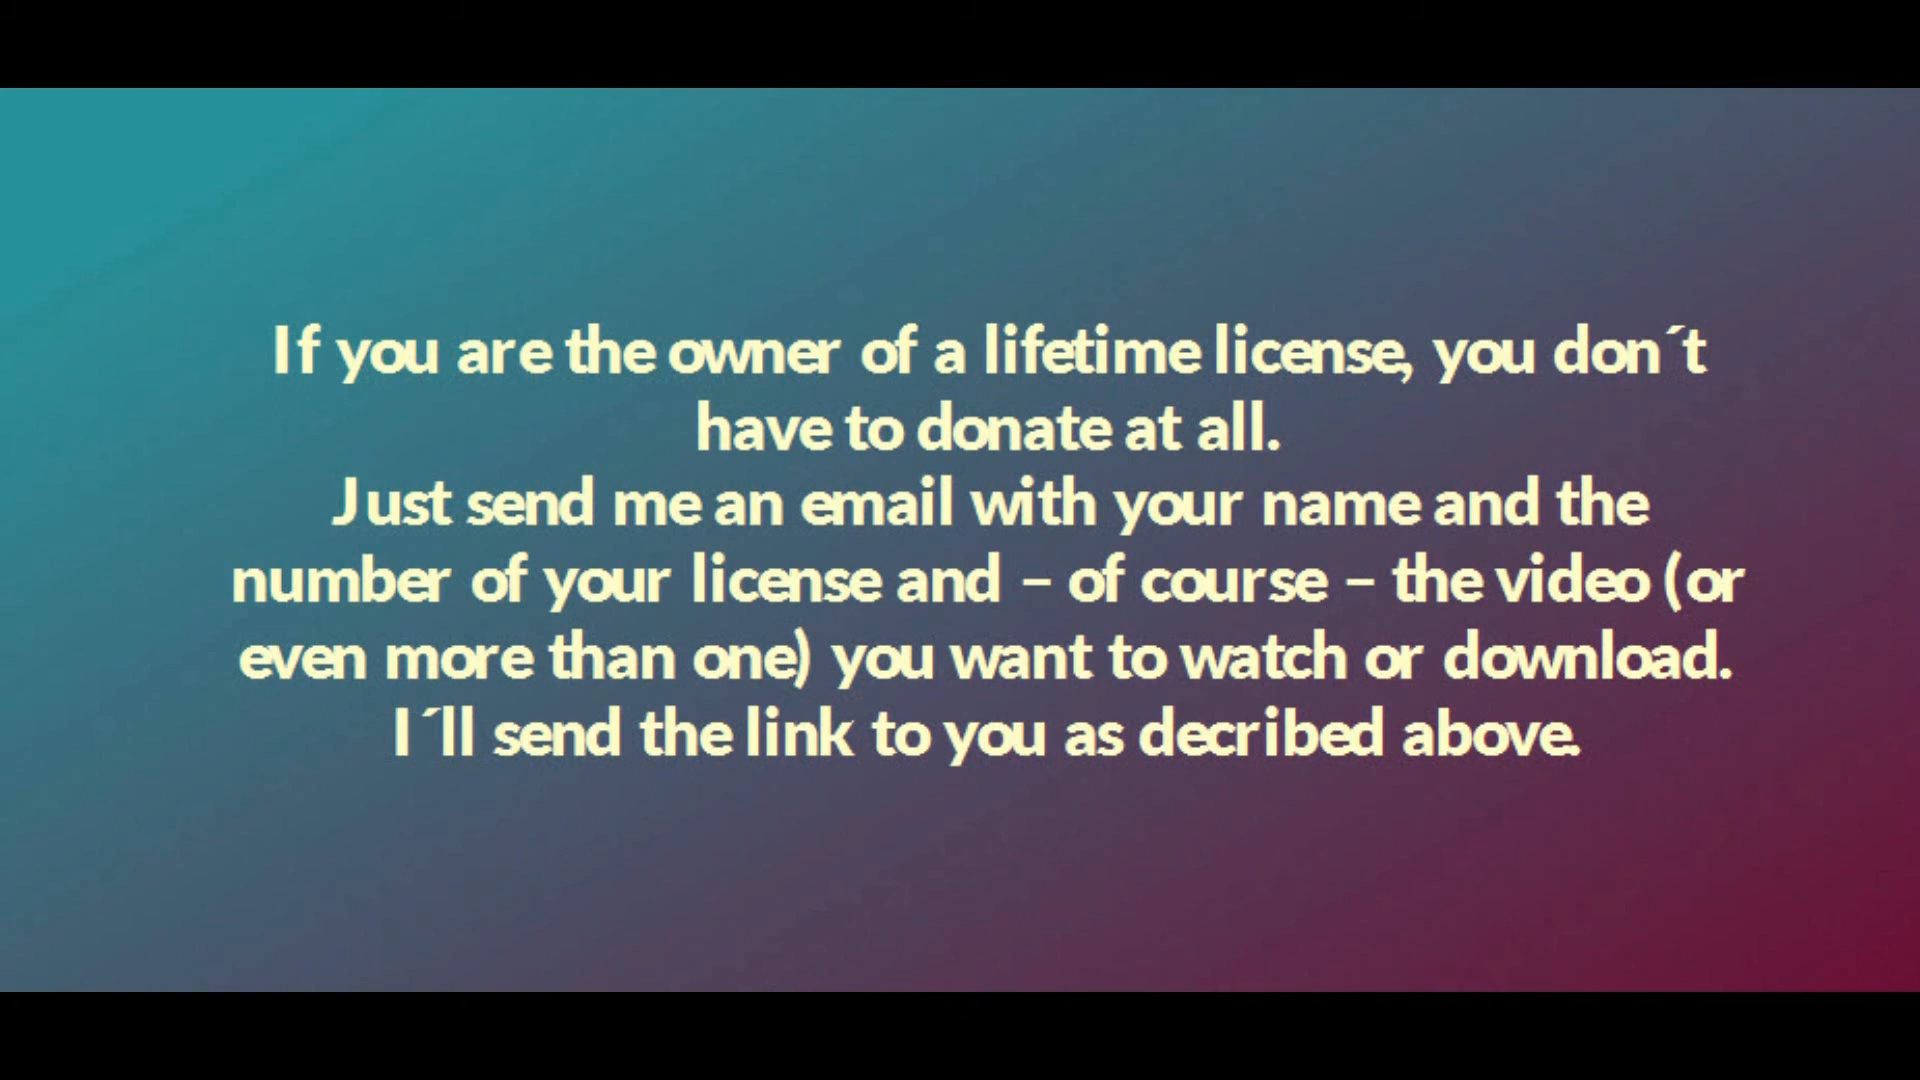 If you are the owner of a lifetime license, you don´t
have to donate at all.
Just send me an email with your name and the
number of your license and – of course – the video (or
even more than one) you want to watch or download.
I´ll send the link to you as decribed above.